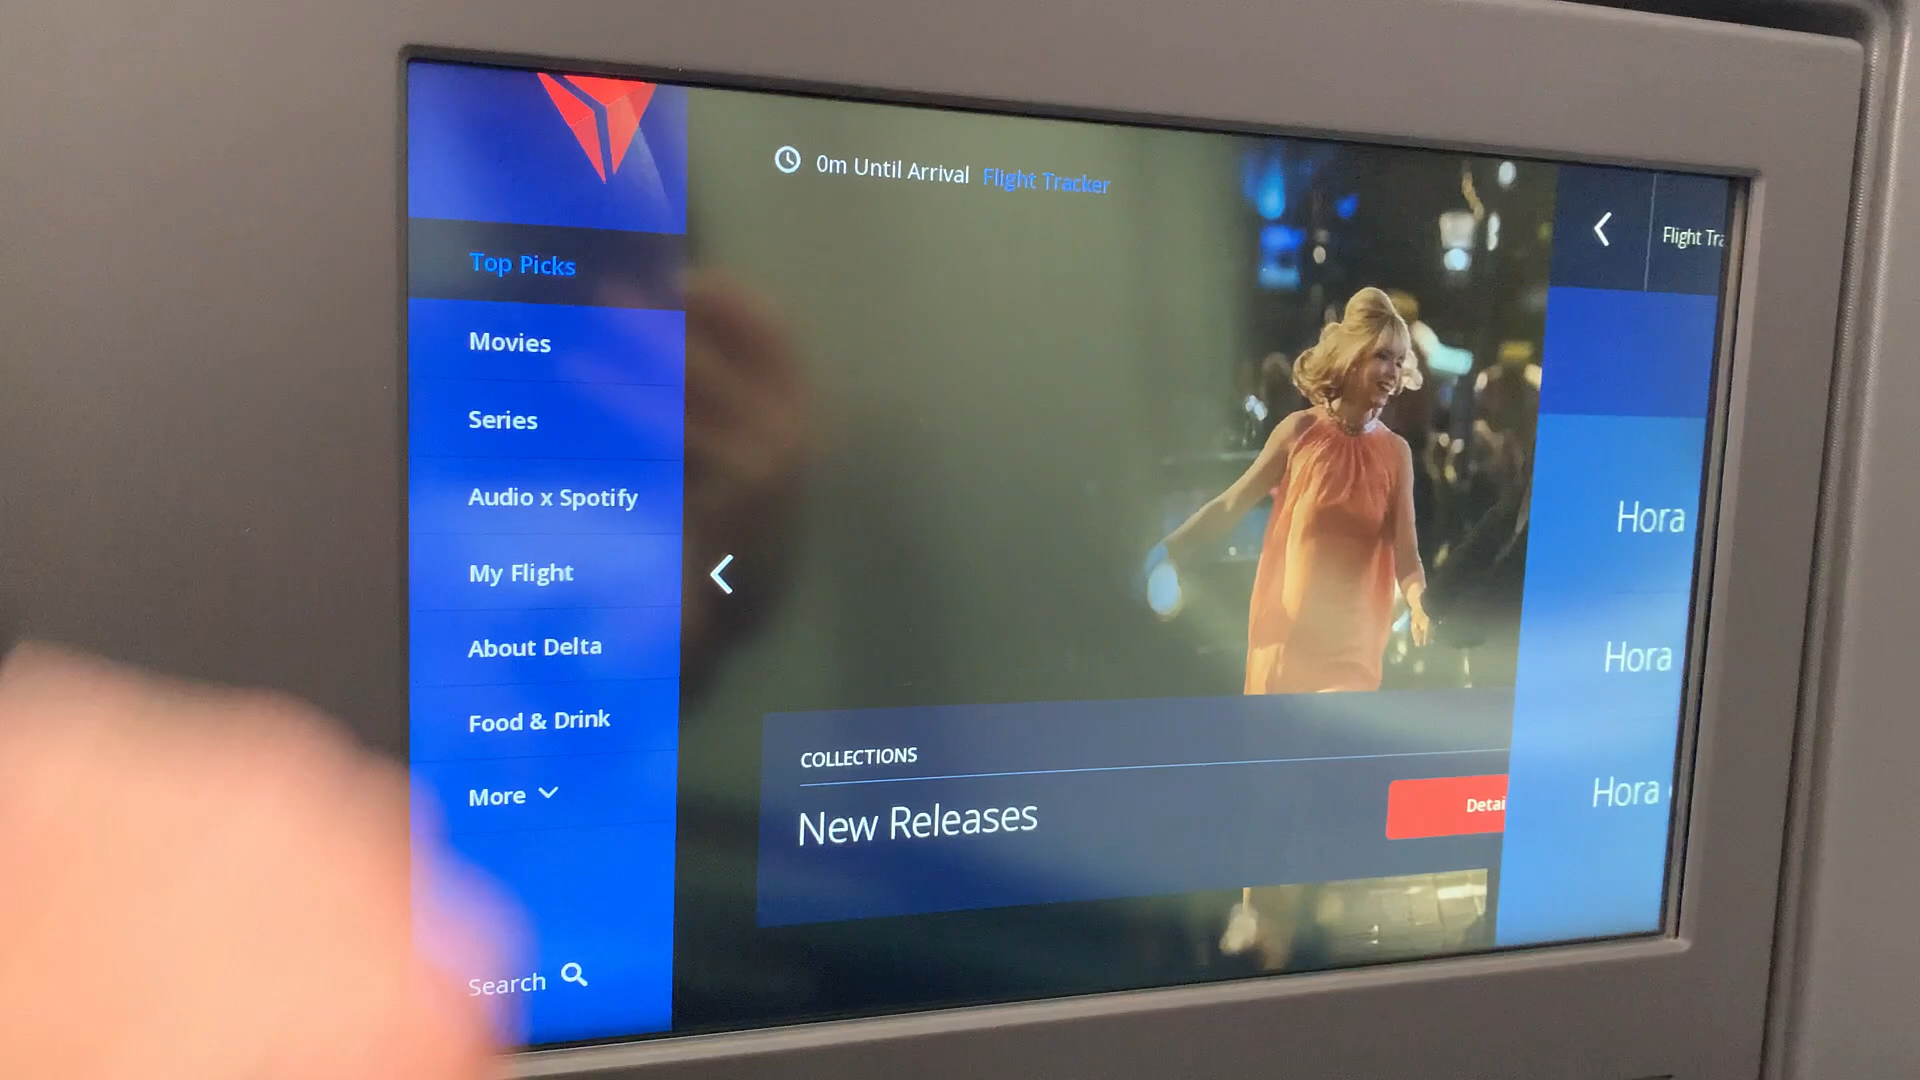 0m Until Arrival Flight Tracker
Flight Tra
Top Picks
Movies
Series
Audio x Spotify
My Flight
About Delta
Food & Drink
More
Search
COLLECTIONS
New Releases
Detai
Hora
Hora
Hora